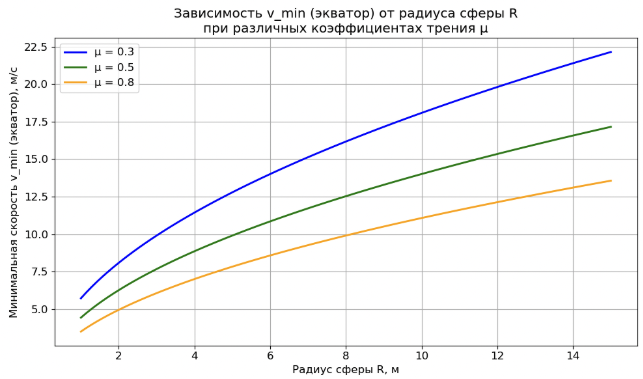 Зависимость v_min (экватор) от радиуса сферы R
при различных коэффициентах трения μ
μ = 0.3
μ = 0.5
μ = 0.8
Минимальная скорость v_min (экватор), м/с
22.5
20.0
17.5
15.0
12.5
10.0
7.5
5.0
2
4
6
8
10
12
14
Радиус сферы R, м